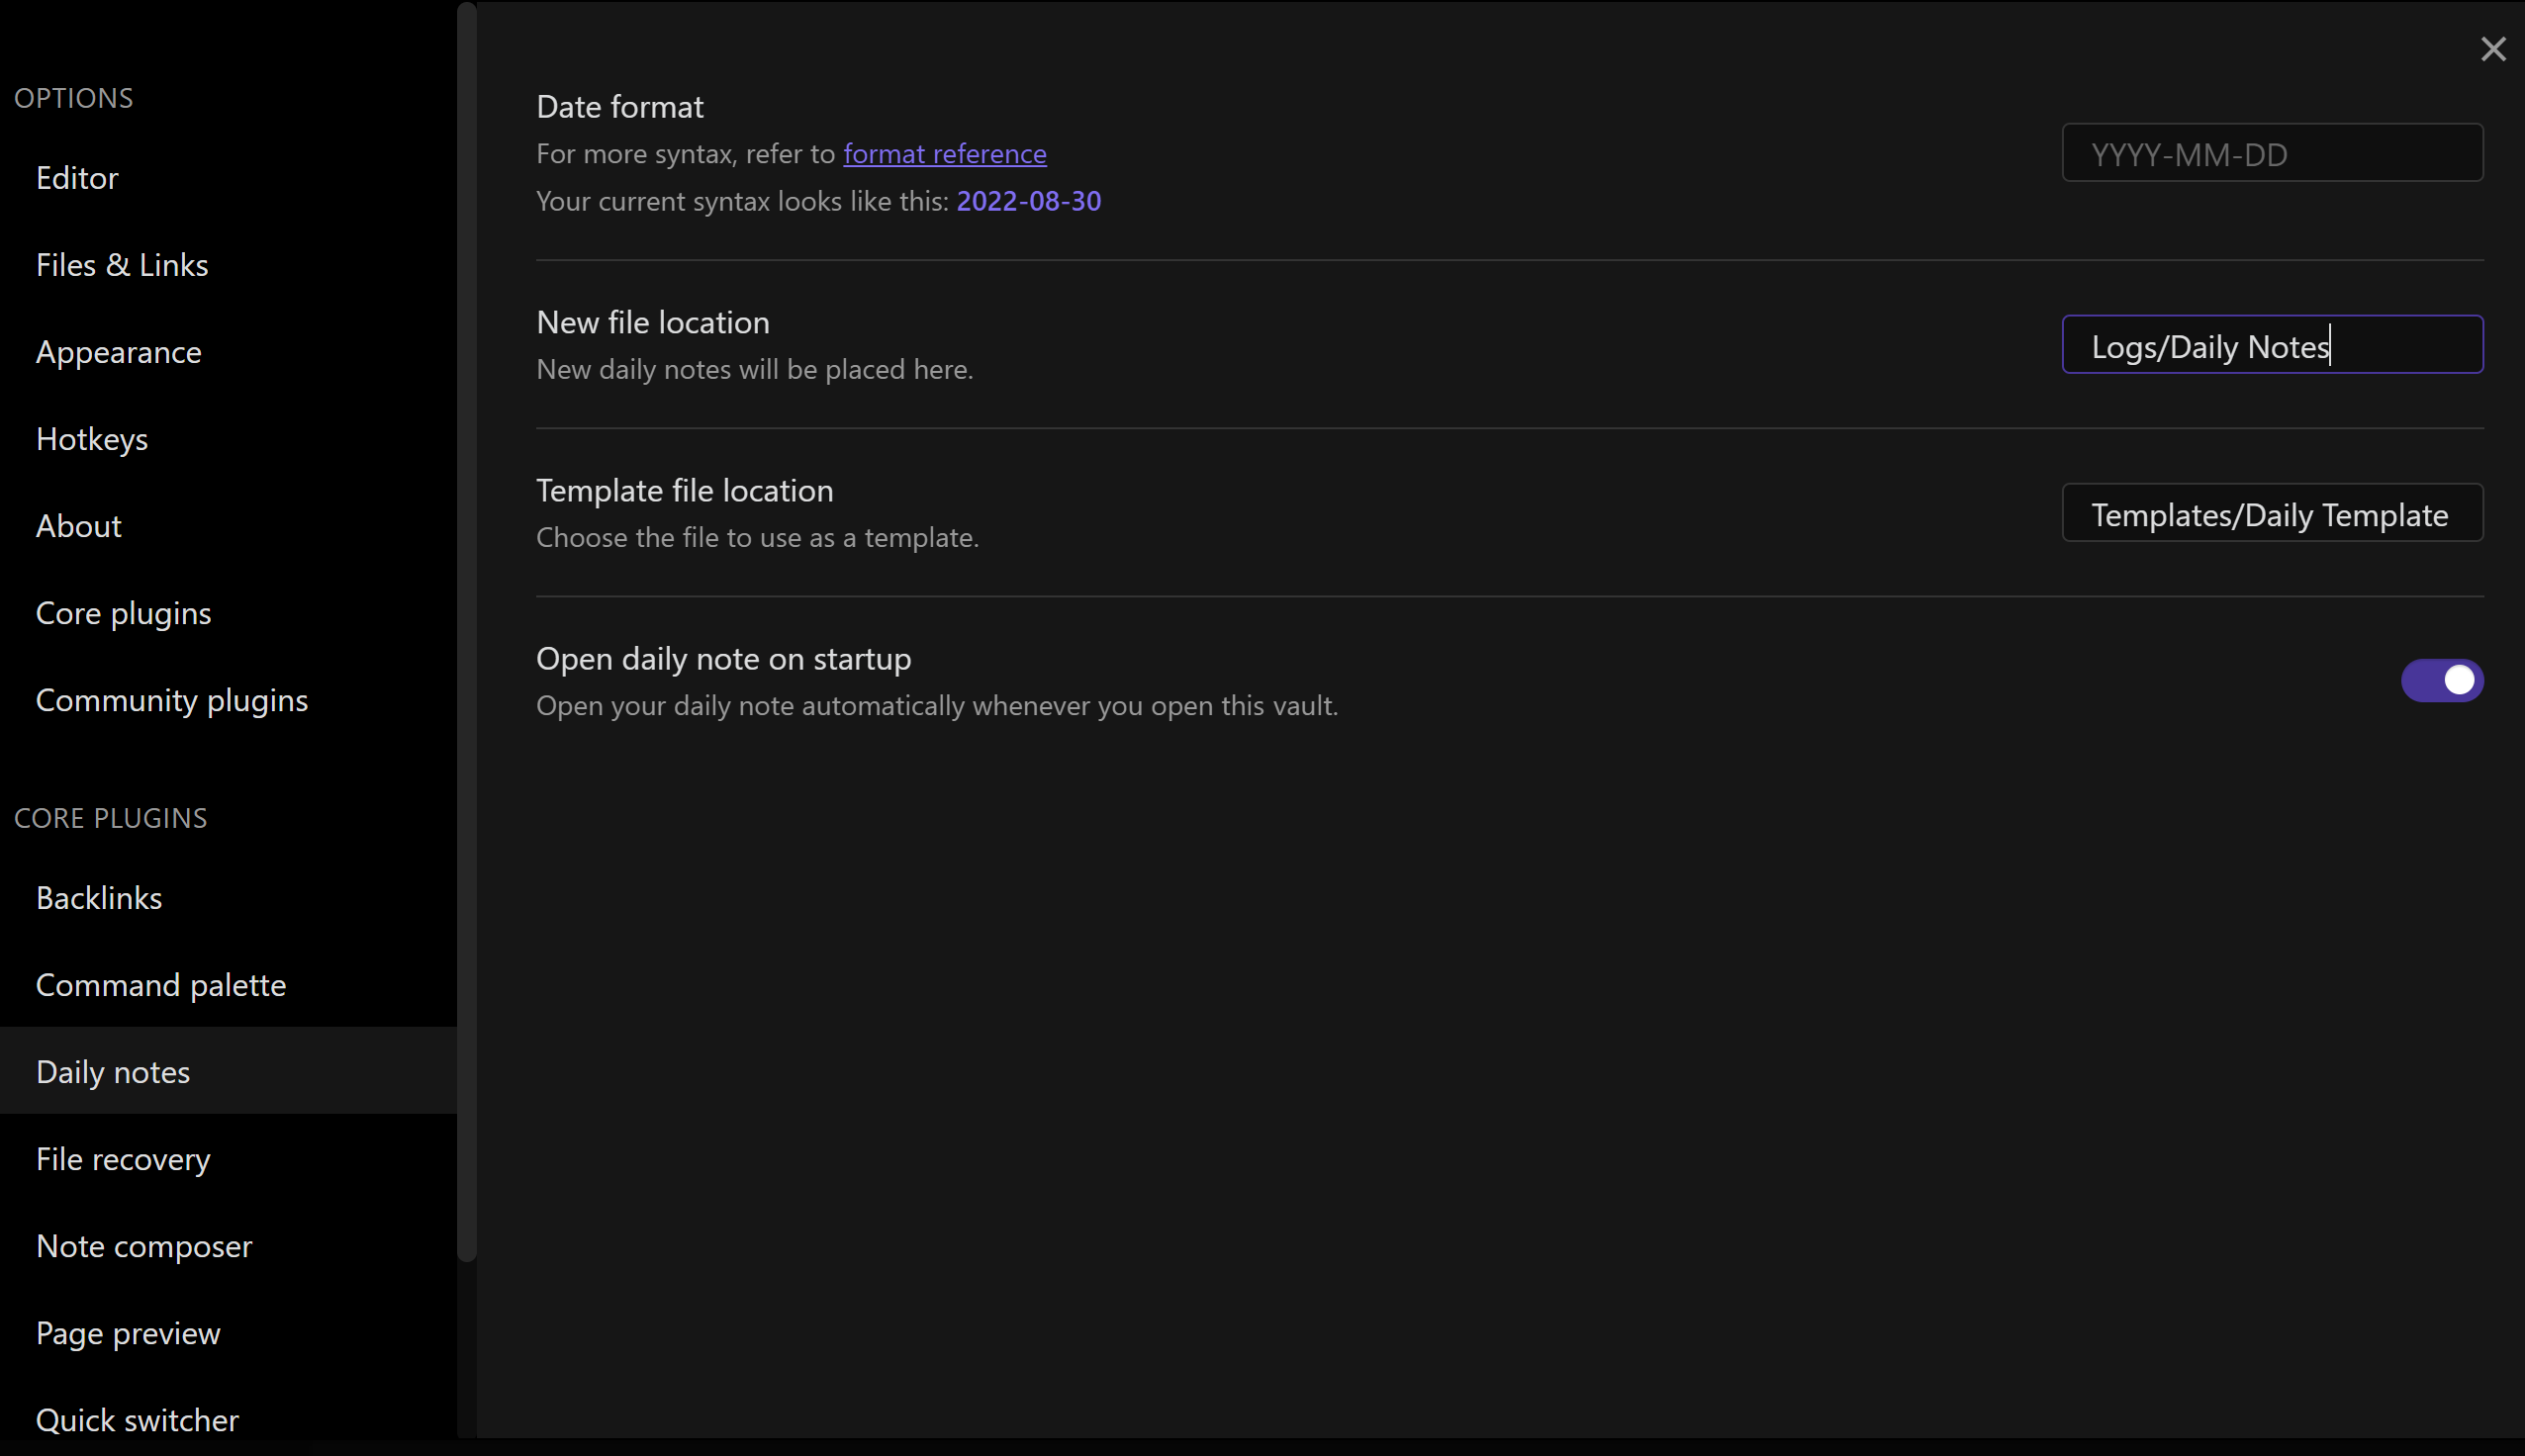 OPTIONS
Editor
Files & Links
Appearance
Hotkeys
About
Core plugins
Community plugins
CORE PLUGINS
Backlinks
Command palette
Daily notes
File recovery
Note composer
Page preview
Quick switcher
Date format
For more syntax, refer to format reference
Your current syntax looks like this: 2022-08-30
YYYY-MM-DD
New file location
New daily notes will be placed here.
Logs/Daily Notes
Template file location
Choose the file to use as a template.
Templates/Daily Template
Open daily note on startup
Open your daily note automatically whenever you open this vault.